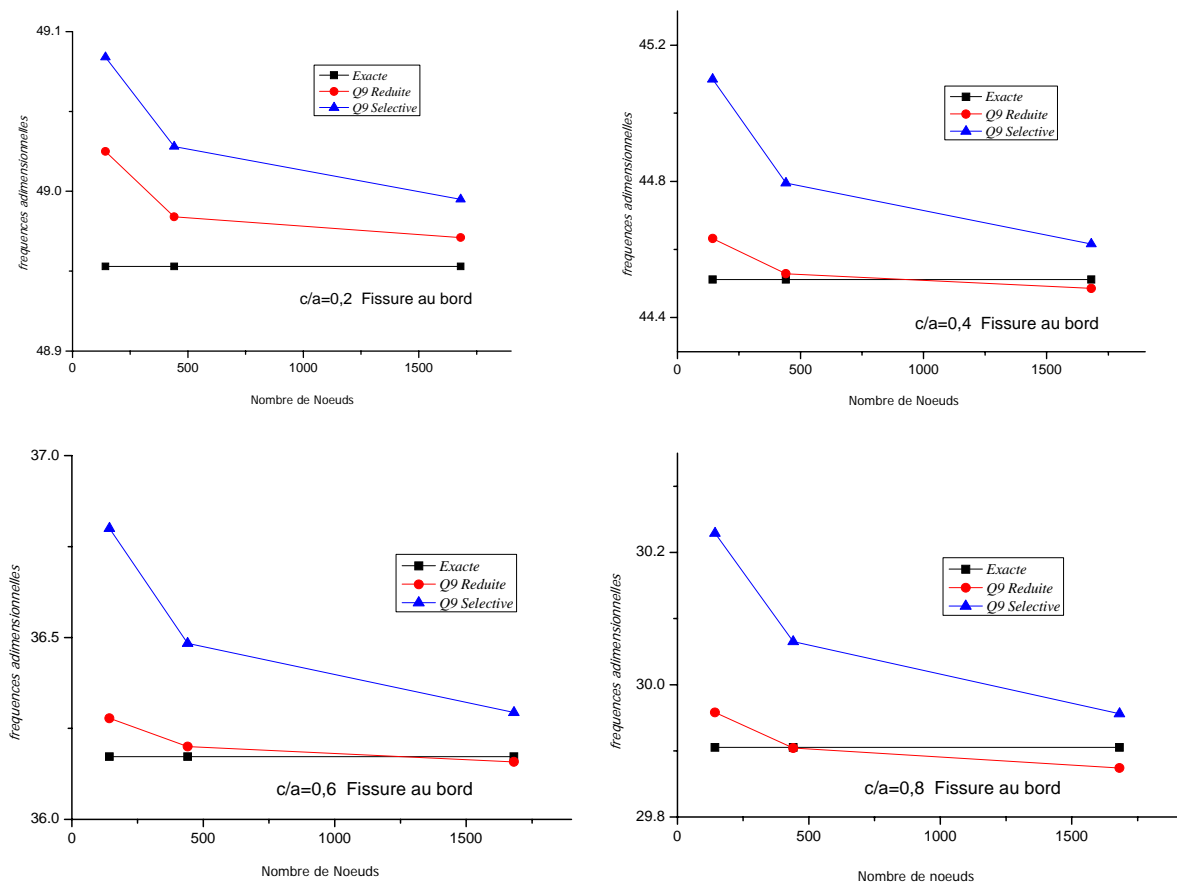 49.1
49.0
48.9
frequences adimensionnelles
Exacte
Q9 Reduite
Q9 Selective
c/a=0,2 Fissure au bord
0
500
1000
1500
Nombre de Noeuds
45.2
44.8
44.4
frequences adimensionnelles
Exacte
Q9 Reduite
Q9 Selective
c/a=0,4 Fissure au bord
0
500
1000
1500
Nombre de Noeuds
37.0
36.5
36.0
frequences adimensionnelles
Exacte
Q9 Reduite
Q9 Selective
c/a=0,6 Fissure au bord
0
500
1000
1500
Nombre de Noeuds
30.2
30.0
29.8
frequences adimensionnelles
Exacte
Q9 Reduite
Q9 Selective
c/a=0,8 Fissure au bord
0
500
1000
1500
Nombre de noeuds